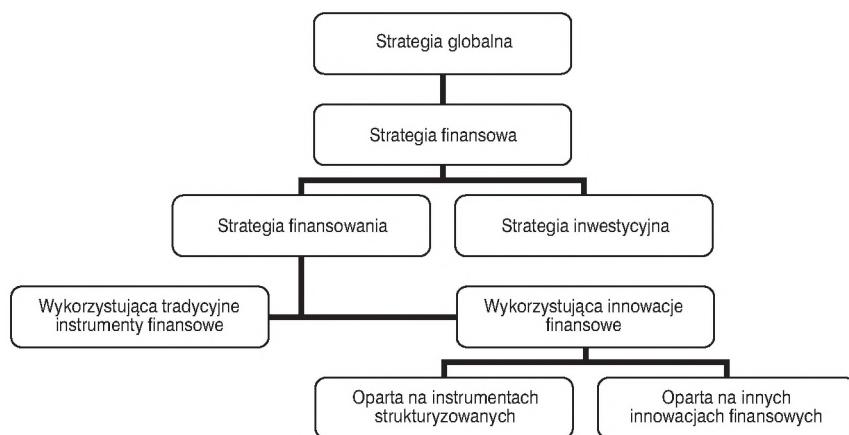 Strategia globalna
Strategia finansowa
Strategia finansowania
Strategia inwestycyjna
Wykorzystująca tradycyjne
instrumenty finansowe
Wykorzystująca innowacje
finansowe
Oparta na instrumentach
strukturyzowanych
Oparta na innych
innowacjach finansowych